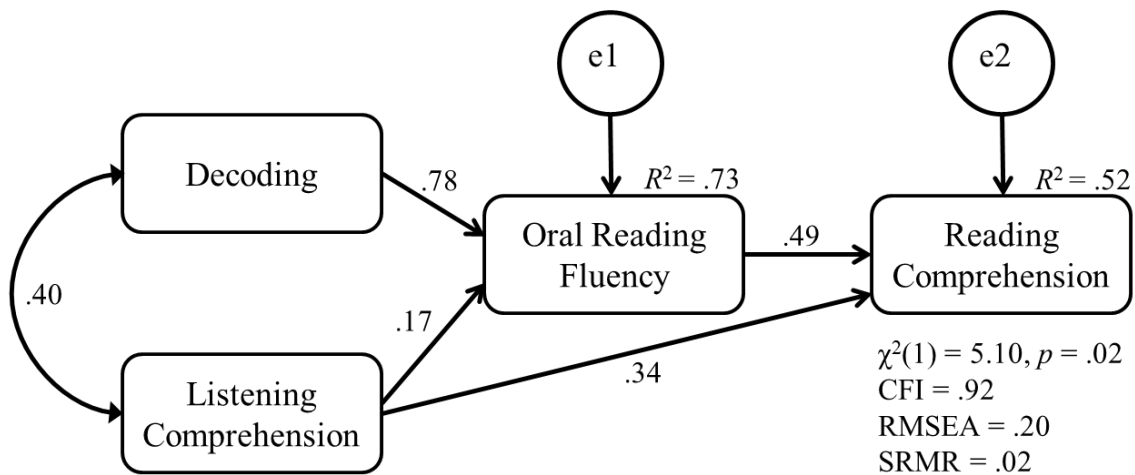 e1
e2
Decoding
.78
R² = .73
R² = .52
Oral Reading
Fluency
.49
Reading
Comprehension
.40
.17
.34
Listening
Comprehension
χ²(1) = 5.10, p = .02
CFI = .92
RMSEA = .20
SRMR = .02